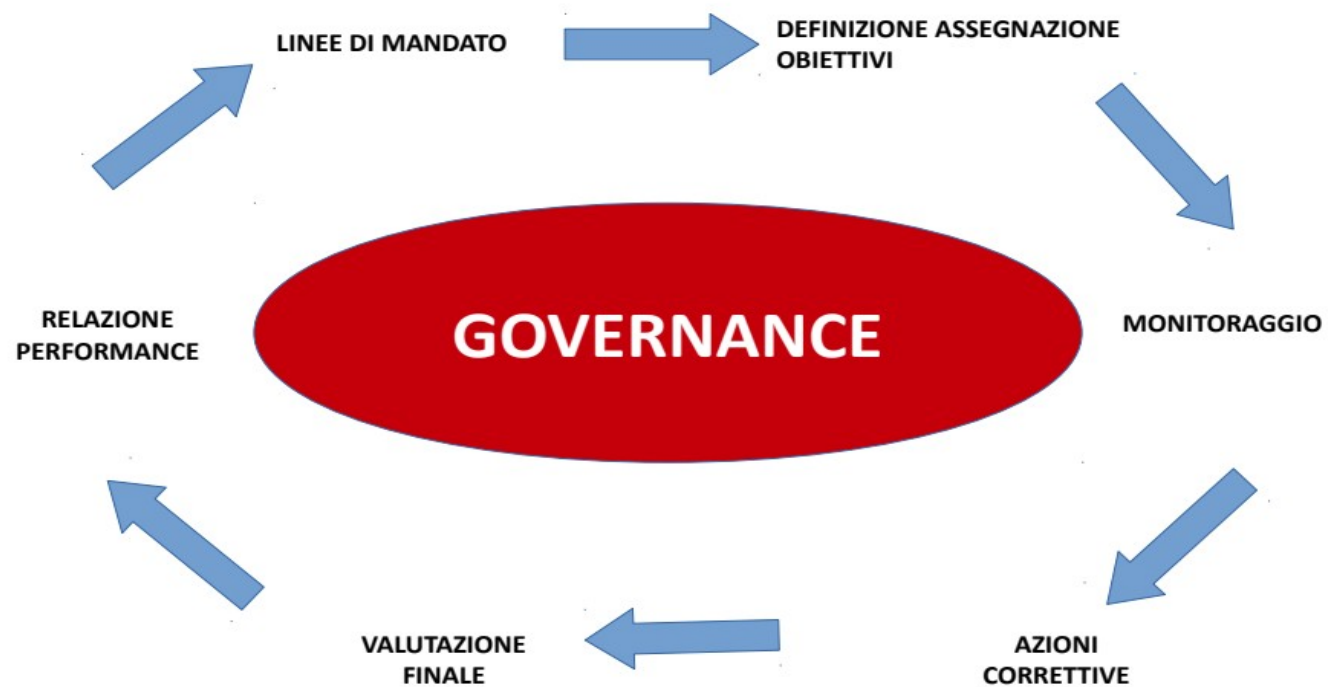 LINEE DI MANDATO
DEFINIZIONE ASSEGNAZIONE
OBIETTIVI
MONITORAGGIO
AZIONI
CORRETTIVE
VALUTAZIONE
FINALE
RELAZIONE
PERFORMANCE
GOVERNANCE